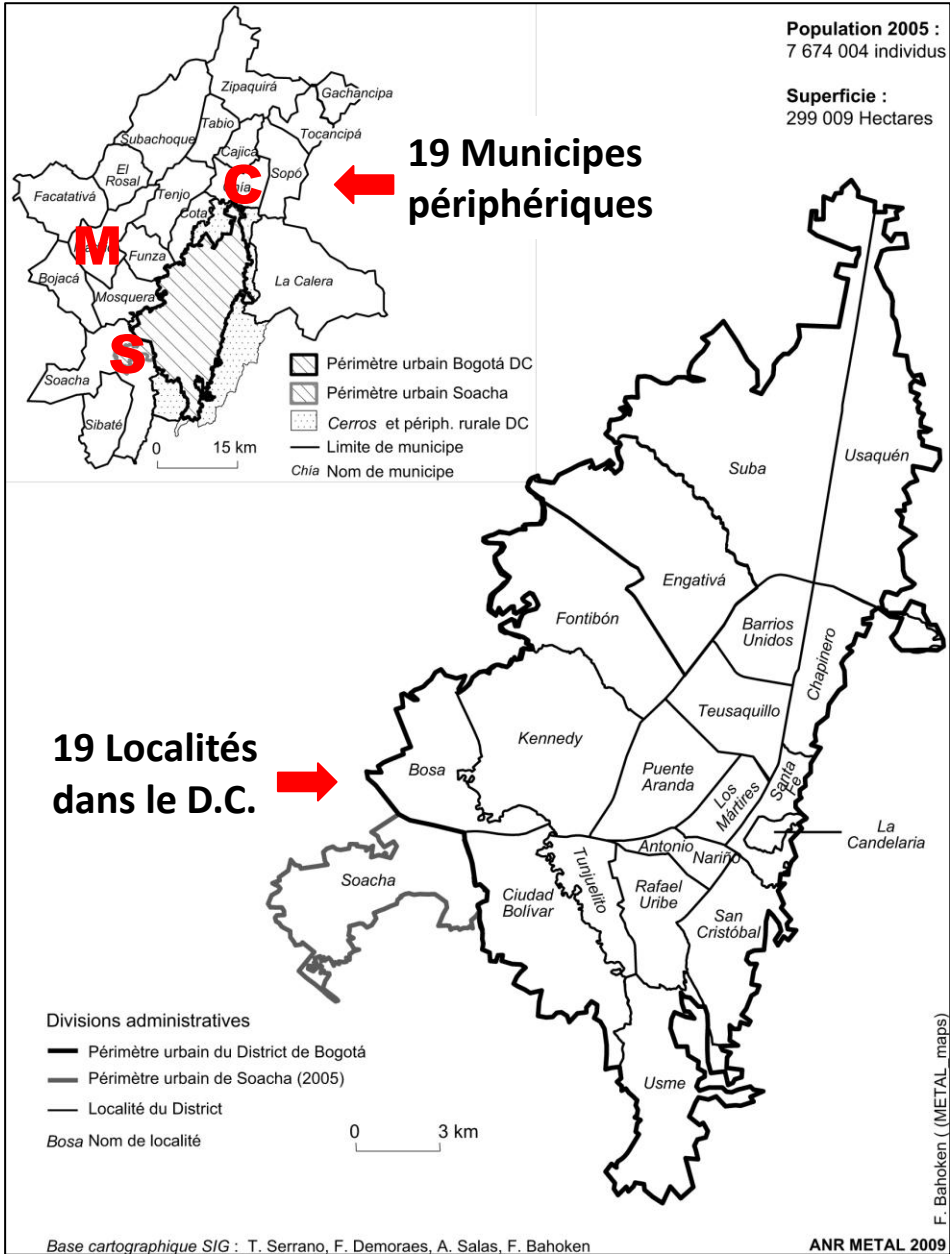 Population 2005 :
7 674 004 individus
Superficie :
299 009 Hectares
Zipaquirá
Gachancipa
Tabio
Tocancipá
Subachoque
Cajica
Sopó
El
Rosal
Tenjo
C
Facatativá
Cota
M
Funza
La Calera
Bojacá
Mosquera
S
Soacha
Sibaté
19 Municipes
périphériques
Périmètre urbain Bogotá DC
Périmètre urbain Soacha
Cerros et périph. rurale DC
Limite de municipe
Chía Nom de municipe
0 15 km
Suba
Usaquén
Engativá
Fontibón
Barrios
Unidos
Chapinero
Teusaquillo
Kennedy
Bosa
Puente
Aranda
Los
Mártires
Santa
Fe
La
Candelaria
19 Localités
dans le D.C.
Antonio
Nariño
Tunjuelito
Soacha
Ciudad
Bolívar
Rafael
Uribe
San
Cristóbal
Usme
Divisions administratives
Périmètre urbain du District de Bogotá
Périmètre urbain de Soacha (2005)
Localité du District
Bosa Nom de localité
0 3 km
F. Bahoken ( (METAL_maps)
Base cartographique SIG : T. Serrano, F. Demoraes, A. Salas, F. Bahoken
ANR METAL 2009